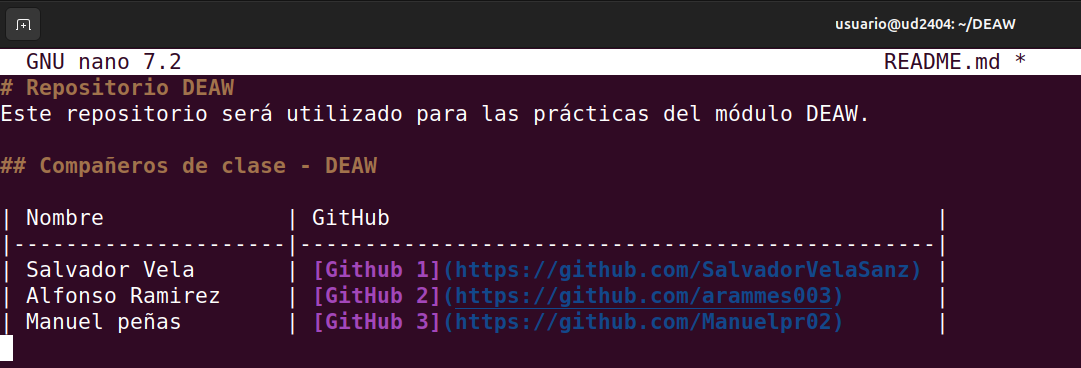 usuario@ud2404: ~/DEAW
GNU nano 7.2 README.md *
# Repositorio DEAW
Este repositorio será utilizado para las prácticas del módulo DEAW.
## Compañeros de clase - DEAW
| Nombre | GitHub |
|---------------------|-------------------------------------------------|
| Salvador Vela | [Github 1](https://github.com/SalvadorVelaSanz) |
| Alfonso Ramirez | [GitHub 2](https://github.com/arammes003) |
| Manuel peñas | [GitHub 3](https://github.com/Manuelpr02) |